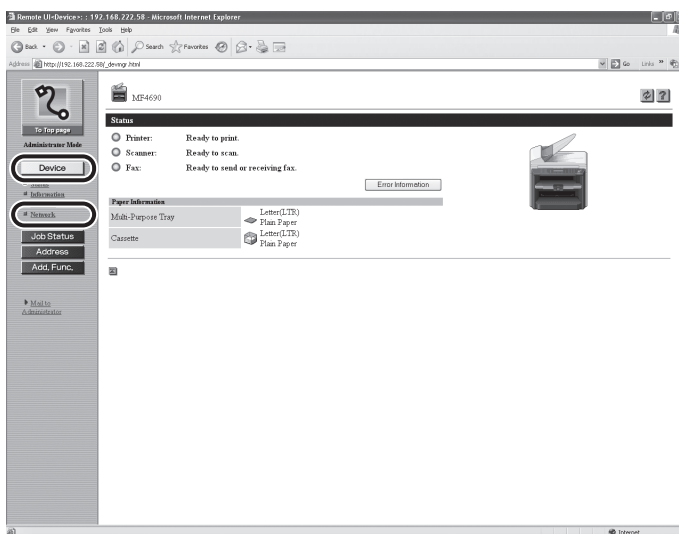 Remote UI<Device>: : 192.168.222.58 - Microsoft Internet Explorer
File Edit View Favorites Tools Help
Back Search Favorites
Address http://192.168.222.58/_devmgr.html Go Links »
MF4690
To Top page
Administrator Mode
Device
Status
Information
Network
Job Status
Address
Add. Func.
Mail to
Administrator
Status
Printer: Ready to print.
Scanner: Ready to scan.
Fax: Ready to send or receiving fax.
Error Information
Paper Information
Multi-Purpose Tray Letter(LTR)
Plain Paper
Cassette Letter(LTR)
Plain Paper
Internet